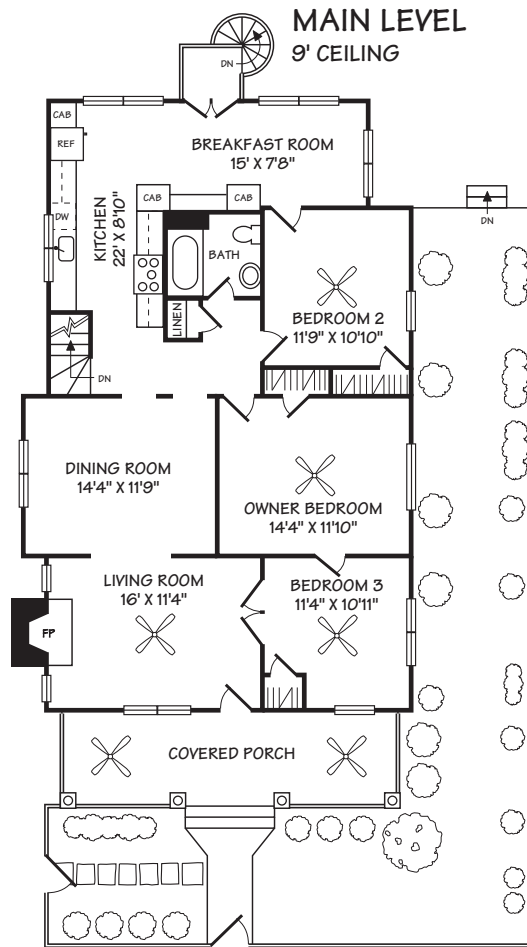 MAIN LEVEL
9' CEILING
DN
CAB
REF
BREAKFAST ROOM
15' X 7'8"
DW
KITCHEN
22' X 8'10"
CAB
CAB
BATH
LINEN
DN
BEDROOM 2
11'9" X 10'10"
DN
DINING ROOM
14'4" X 11'9"
OWNER BEDROOM
14'4" X 11'10"
LIVING ROOM
16' X 11'4"
BEDROOM 3
11'4" X 10'11"
FP
COVERED PORCH